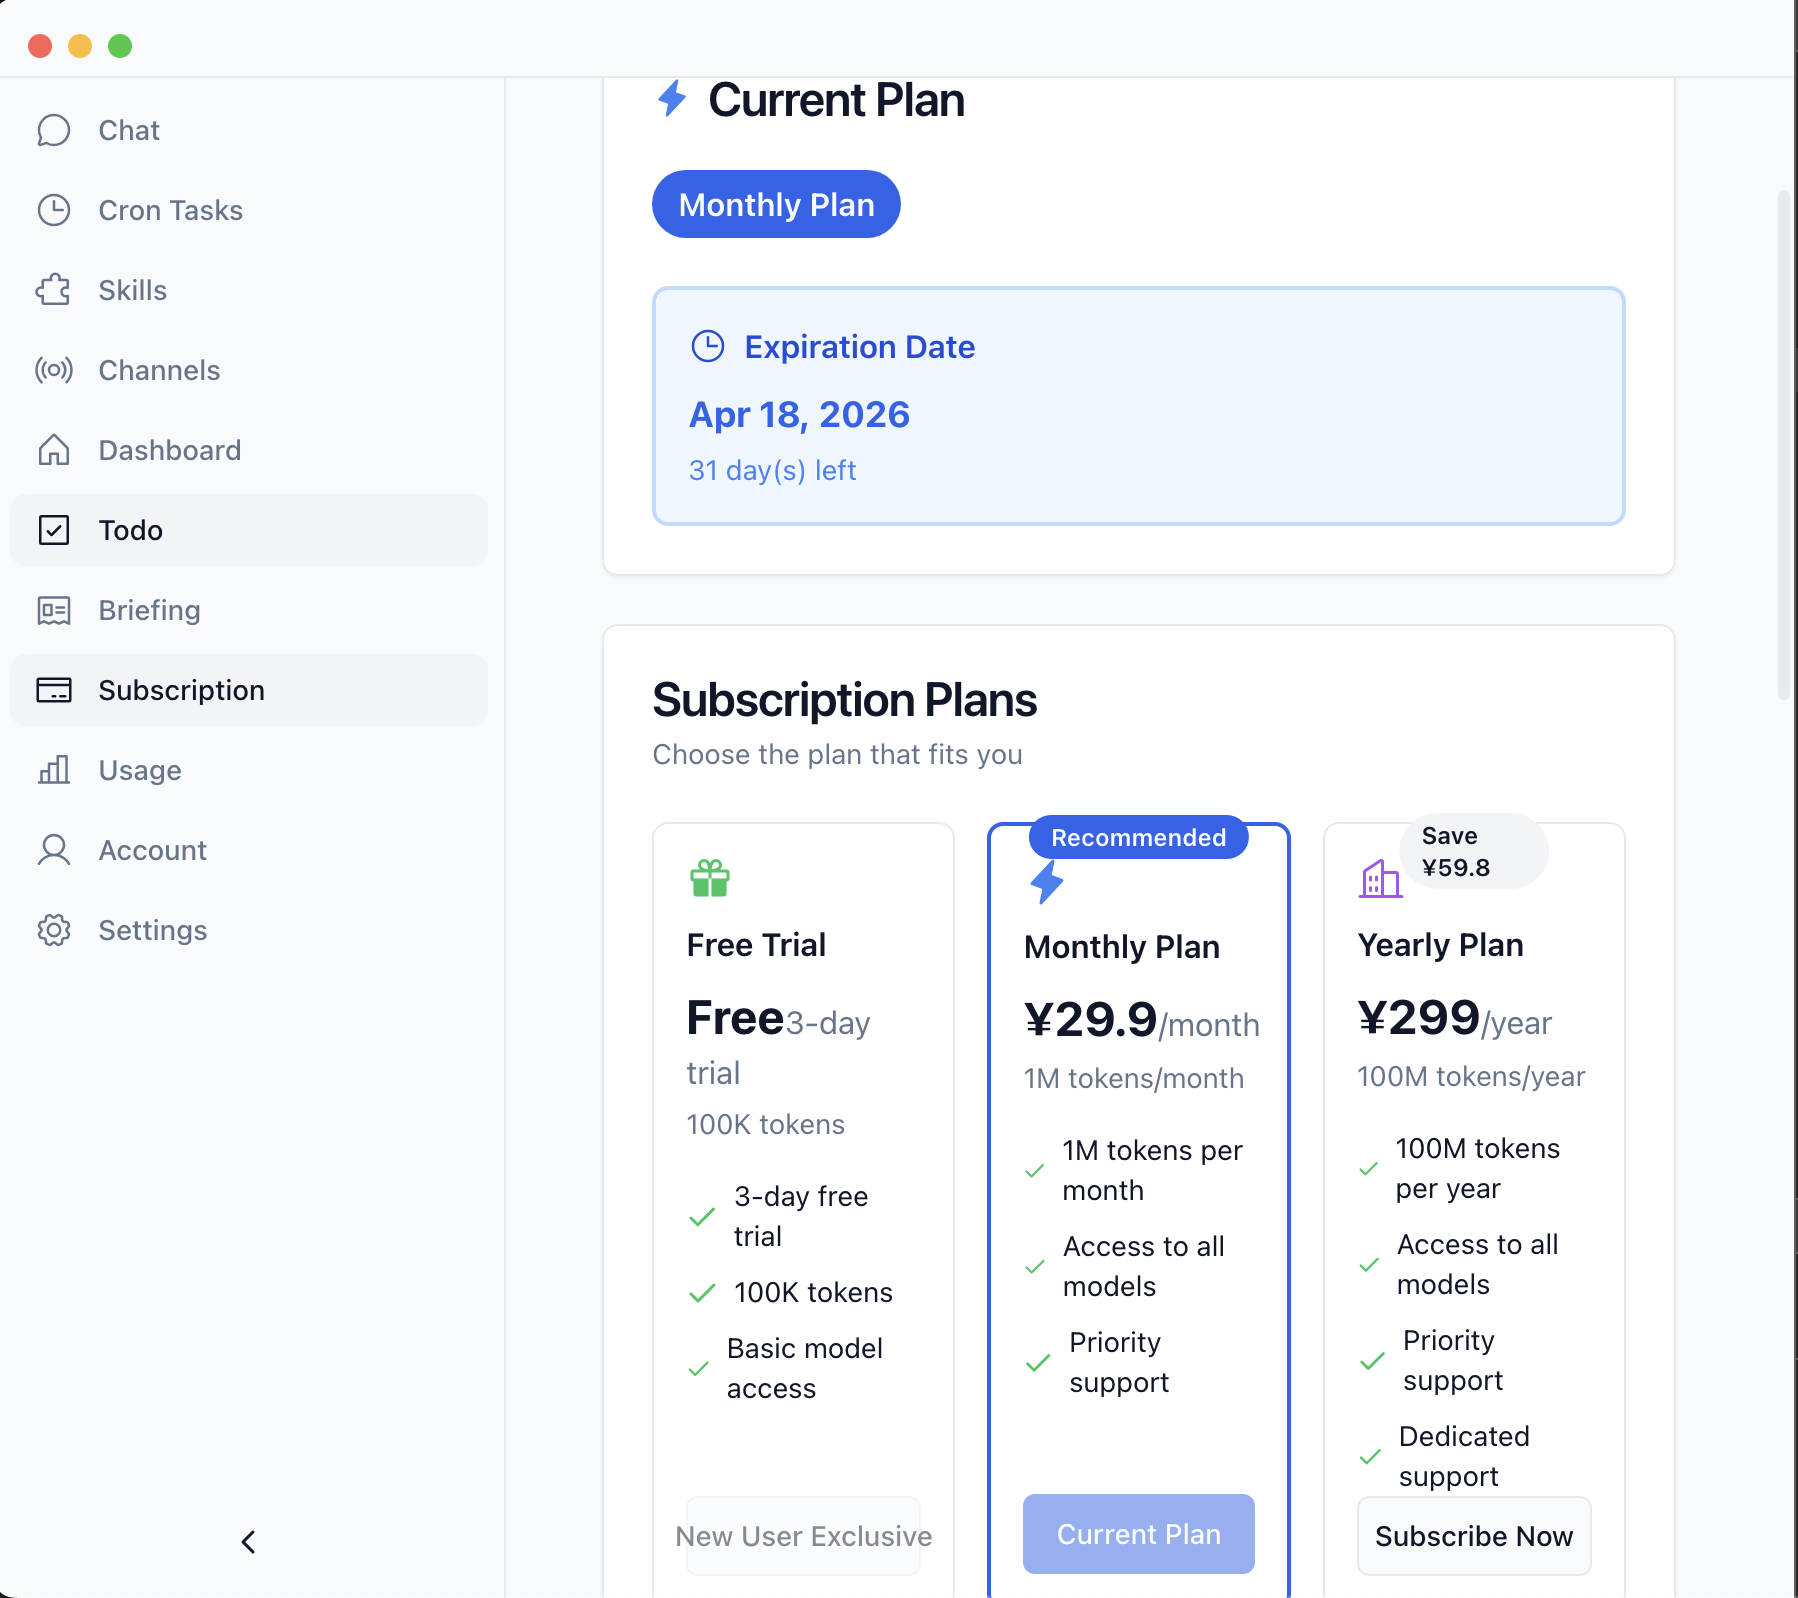 Chat
Cron Tasks
Skills
Channels
Dashboard
Todo
Briefing
Subscription
Usage
Account
Settings
Current Plan
Monthly Plan
Expiration Date
Apr 18, 2026
31 day(s) left
Subscription Plans
Choose the plan that fits you
Free Trial
Free3-day
trial
100K tokens
3-day free
trial
100K tokens
Basic model
access
New User Exclusive
Recommended
Monthly Plan
¥29.9/month
1M tokens/month
1M tokens per
month
Access to all
models
Priority
support
Current Plan
Save
¥59.8
Yearly Plan
¥299/year
100M tokens/year
100M tokens
per year
Access to all
models
Priority
support
Dedicated
support
Subscribe Now